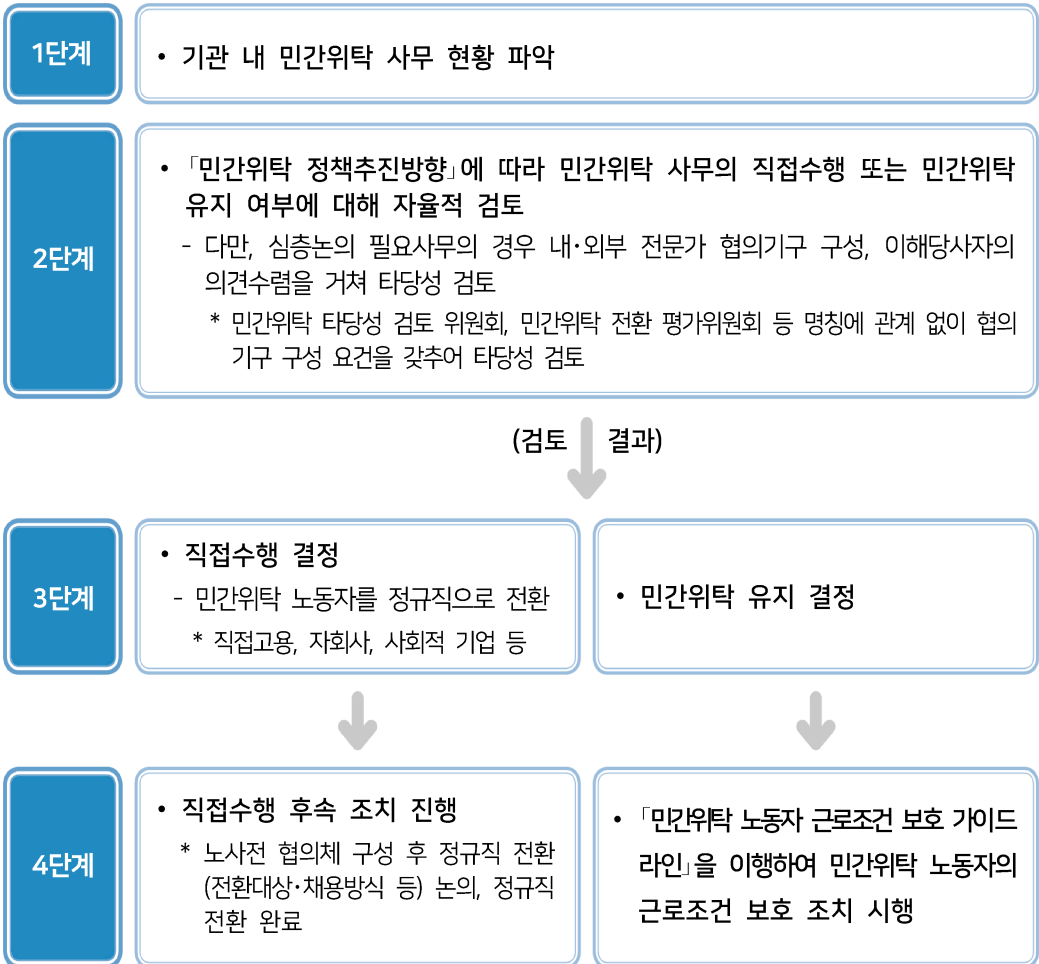 1단계
• 기관 내 민간위탁 사무 현황 파악
2단계
• 「민간위탁 정책추진방향」에 따라 민간위탁 사무의 직접수행 또는 민간위탁
유지 여부에 대해 자율적 검토
- 다만, 심층논의 필요사무의 경우 내·외부 전문가 협의기구 구성, 이해당사자의
의견수렴을 거쳐 타당성 검토
* 민간위탁 타당성 검토 위원회, 민간위탁 전환 평가위원회 등 명칭에 관계 없이 협의
기구 구성 요건을 갖추어 타당성 검토
(검토 결과)
3단계
• 직접수행 결정
- 민간위탁 노동자를 정규직으로 전환
* 직접고용, 자회사, 사회적 기업 등
• 민간위탁 유지 결정
4단계
• 직접수행 후속 조치 진행
* 노사전 협의체 구성 후 정규직 전환
(전환대상·채용방식 등) 논의, 정규직
전환 완료
• 「민간위탁 노동자 근로조건 보호 가이드
라인」을 이행하여 민간위탁 노동자의
근로조건 보호 조치 시행